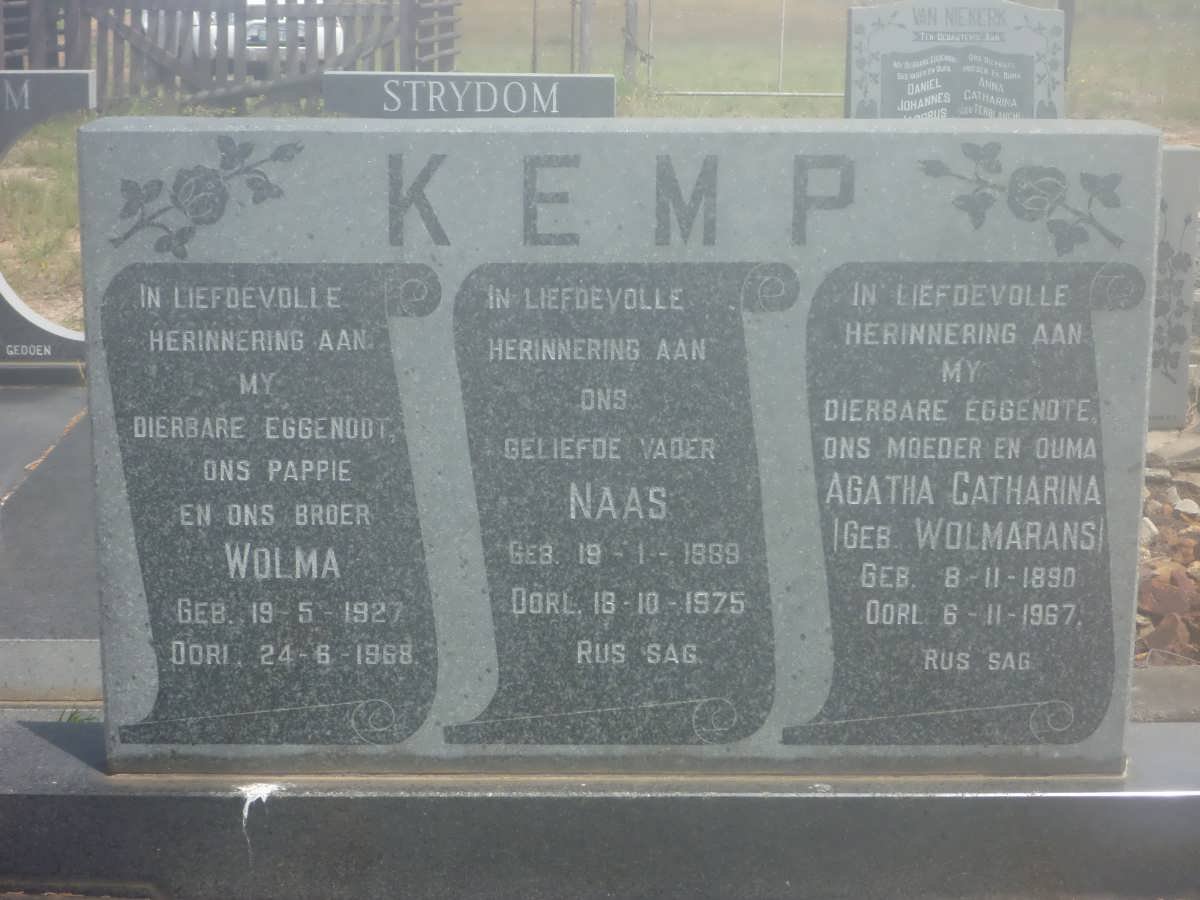 VAN NIEKERK
TER GEDAGTENIS AAN
DANIEL
JOHANNES
ANNA
CATHARINA
STRYDOM
M
GEDOEN
KEMP
IN LIEFDEVOLLE
HERINNERING AAN
MY
DIERBARE EGGENOOT,
ONS PAPPIE
EN ONS BROER
WOLMA
GEB. 19-5-1927
OORL. 24-6-1968.
IN LIEFDEVOLLE
HERINNERING AAN
ONS
GELIEFDE VADER
NAAS
GEB. 19-1-1889
OORL. 18-10-1975
RUS SAG.
IN LIEFDEVOLLE
HERINNERING AAN
MY
DIERBARE EGGENOTE,
ONS MOEDER EN OUMA
AGATHA CATHARINA
(GEB. WOLMARANS)
GEB. 8-11-1890
OORL. 6-11-1967.
RUS SAG.